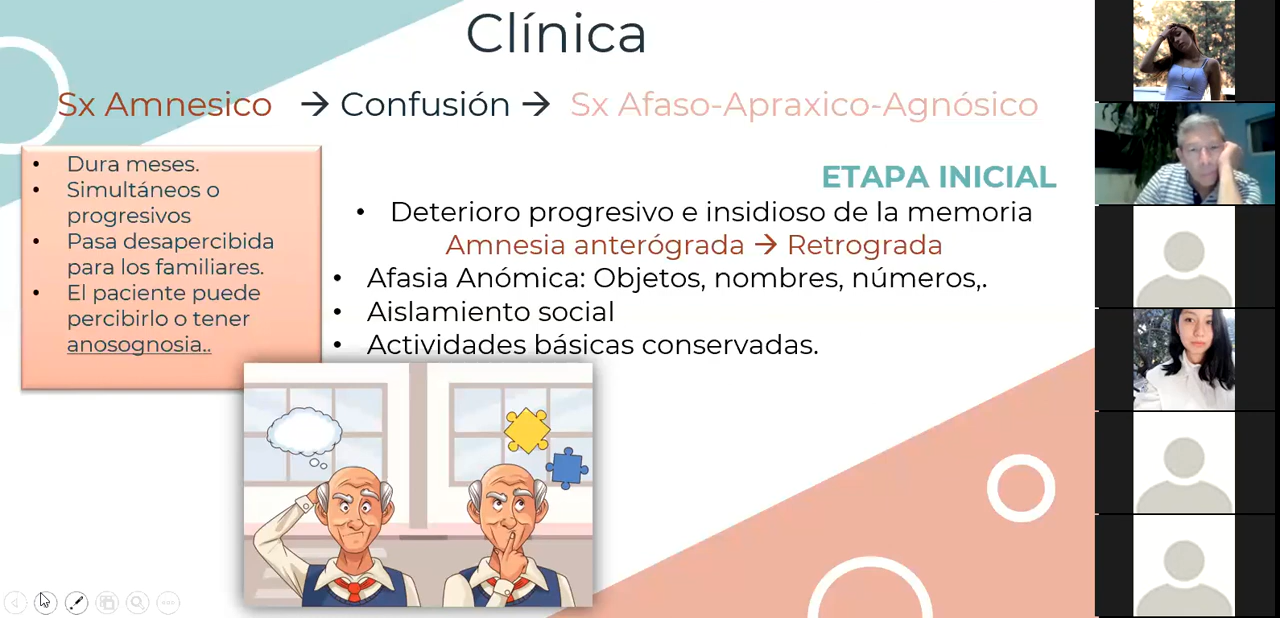 Clínica
Sx Amnesico → Confusión → Sx Afaso-Apraxico-Agnósico
• Dura meses.
• Simultáneos o
progresivos
• Pasa desapercibida
para los familiares.
• El paciente puede
percibirlo o tener
anosognosia..
ETAPA INICIAL
• Deterioro progresivo e insidioso de la memoria
Amnesia anterógrada → Retrograda
• Afasia Anómica: Objetos, nombres, números,.
• Aislamiento social
• Actividades básicas conservadas.